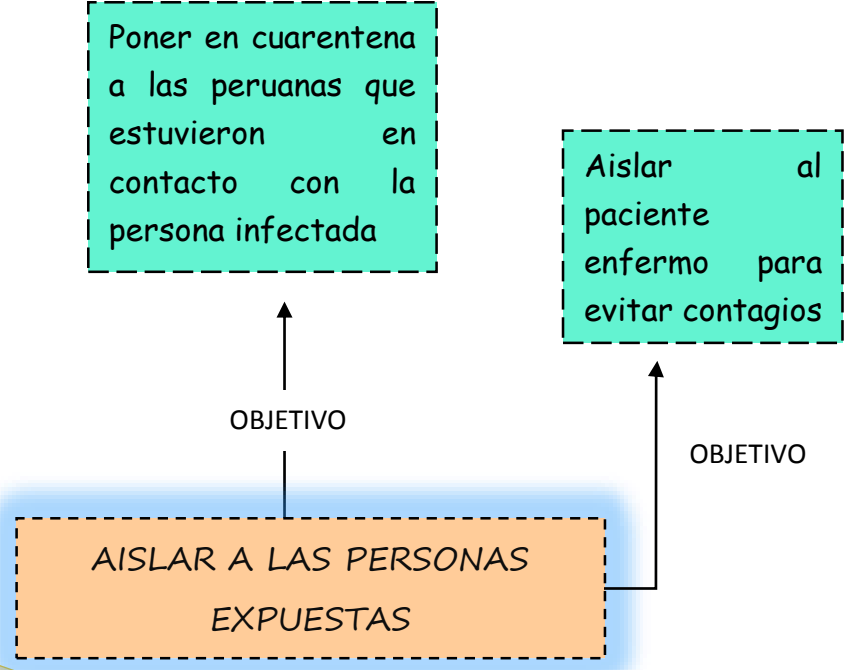 Poner en cuarentena
a las peruanas que
estuvieron en
contacto con la
persona infectada
Aislar al
paciente
enfermo para
evitar contagios
OBJETIVO
OBJETIVO
AISLAR A LAS PERSONAS
EXPUESTAS